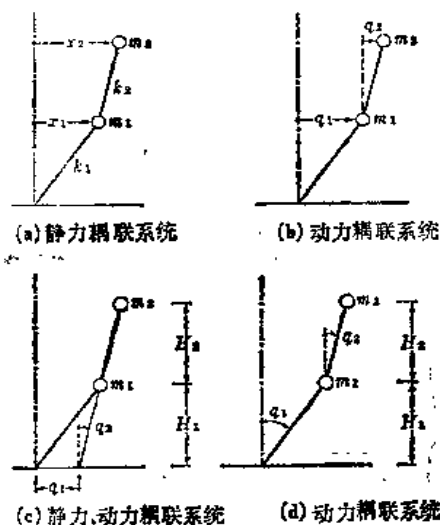 x₂
m₂
k₂
x₁
m₁
k₁
(a)静力耦联系统
q₂
m₂
q₁
m₁
(b)动力耦联系统
m₂
H₂
m₁
q₂
H₁
q₁
(c)静力、动力耦联系统
m₂
q₂
H₂
m₂
q₁
H₁
(d)动力耦联系统